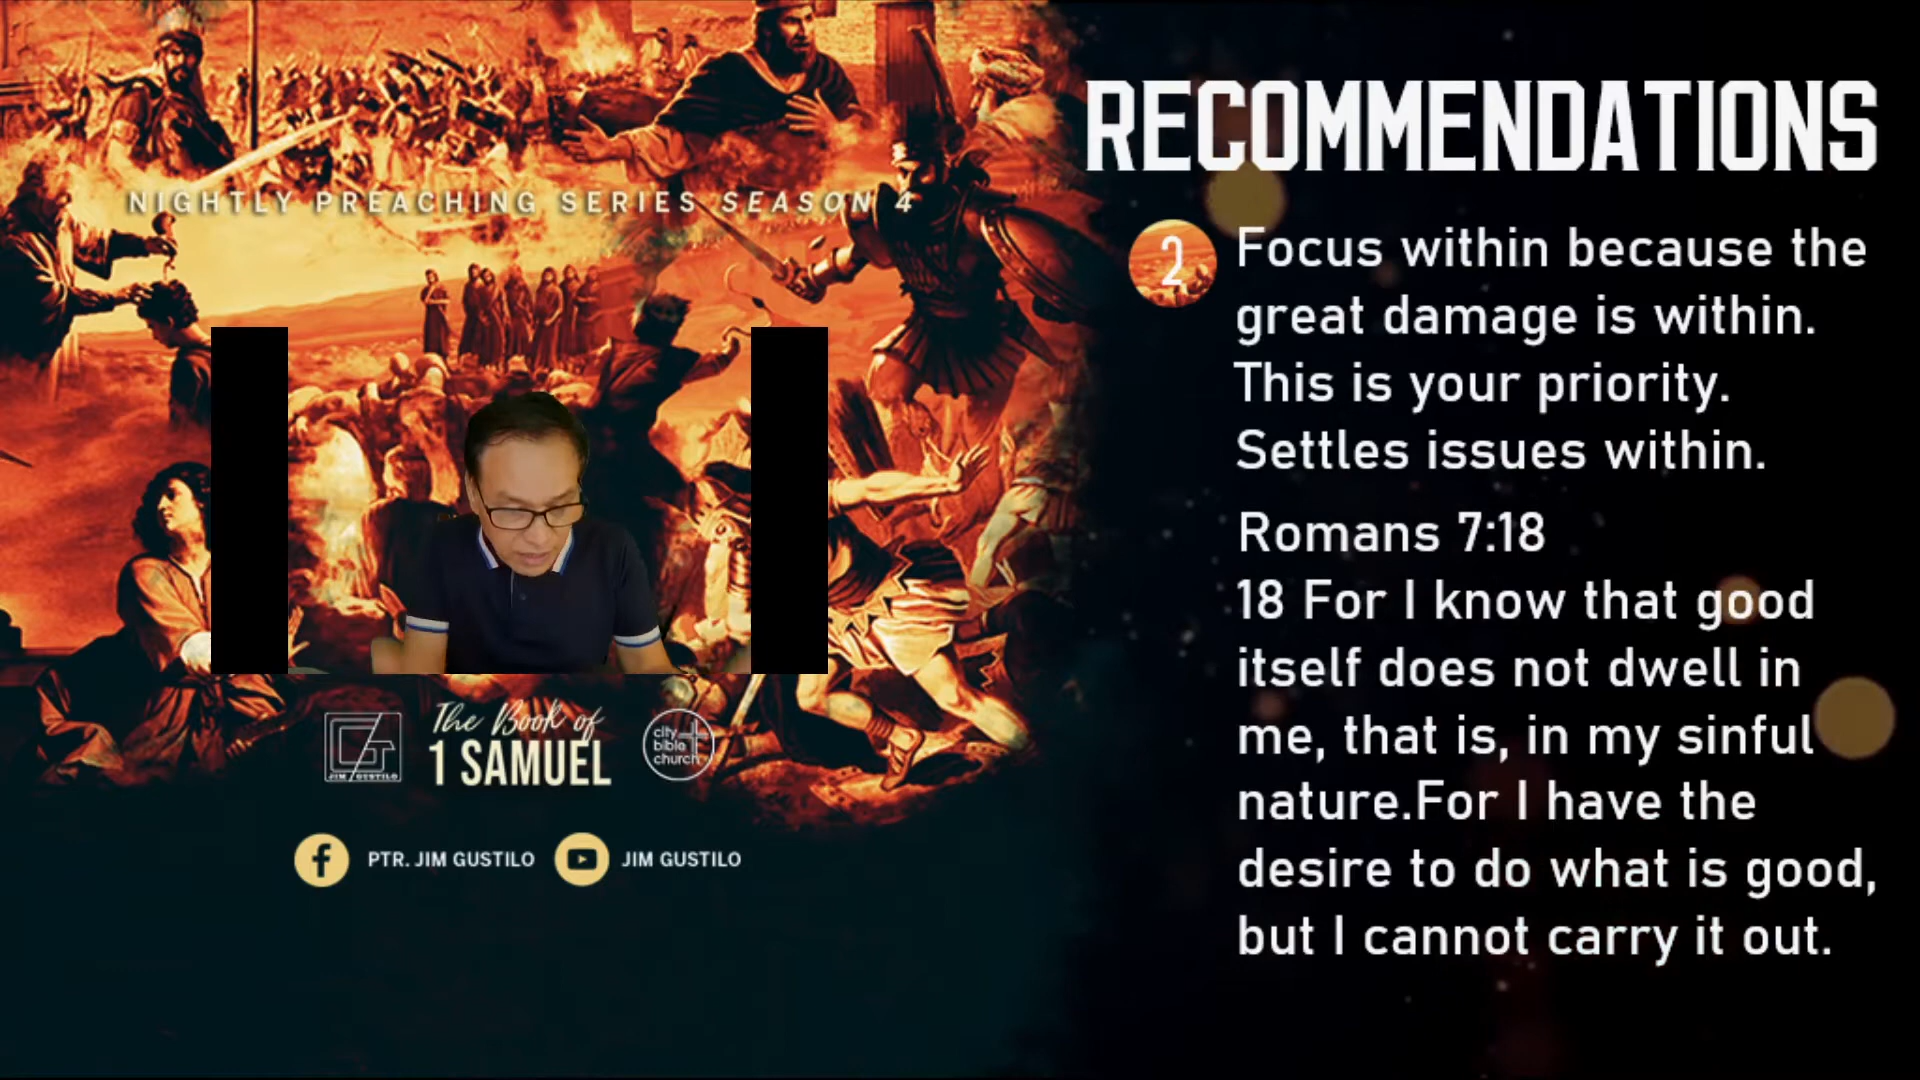 NIGHTLY PREACHING SERIES SEASON 4
The Book of
1 SAMUEL
JIM GUSTILO
city
bible
church
PTR. JIM GUSTILO
JIM GUSTILO
RECOMMENDATIONS
2
Focus within because the
great damage is within.
This is your priority.
Settles issues within.
Romans 7:18
18 For I know that good
itself does not dwell in
me, that is, in my sinful
nature.For I have the
desire to do what is good,
but I cannot carry it out.